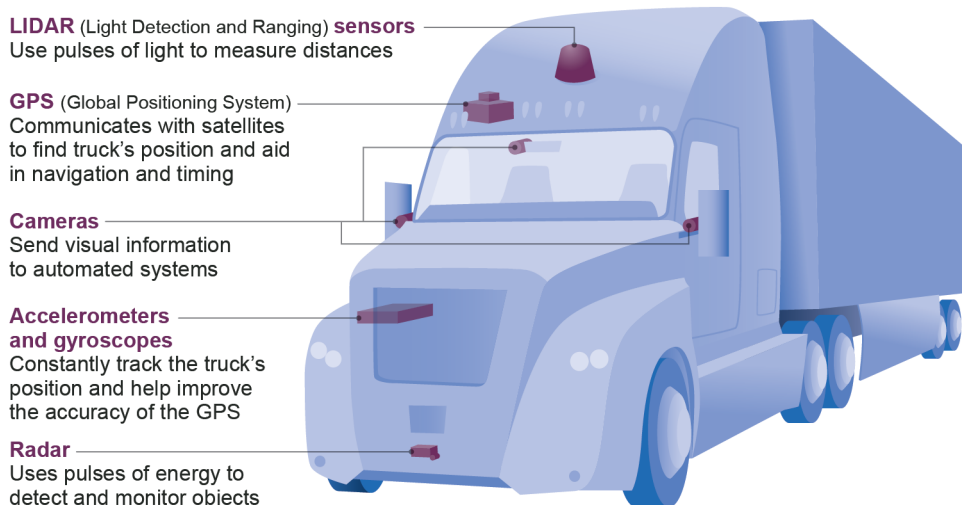 LIDAR (Light Detection and Ranging) sensors
Use pulses of light to measure distances
GPS (Global Positioning System)
Communicates with satellites
to find truck's position and aid
in navigation and timing
Cameras
Send visual information
to automated systems
Accelerometers
and gyroscopes
Constantly track the truck's
position and help improve
the accuracy of the GPS
Radar
Uses pulses of energy to
detect and monitor objects